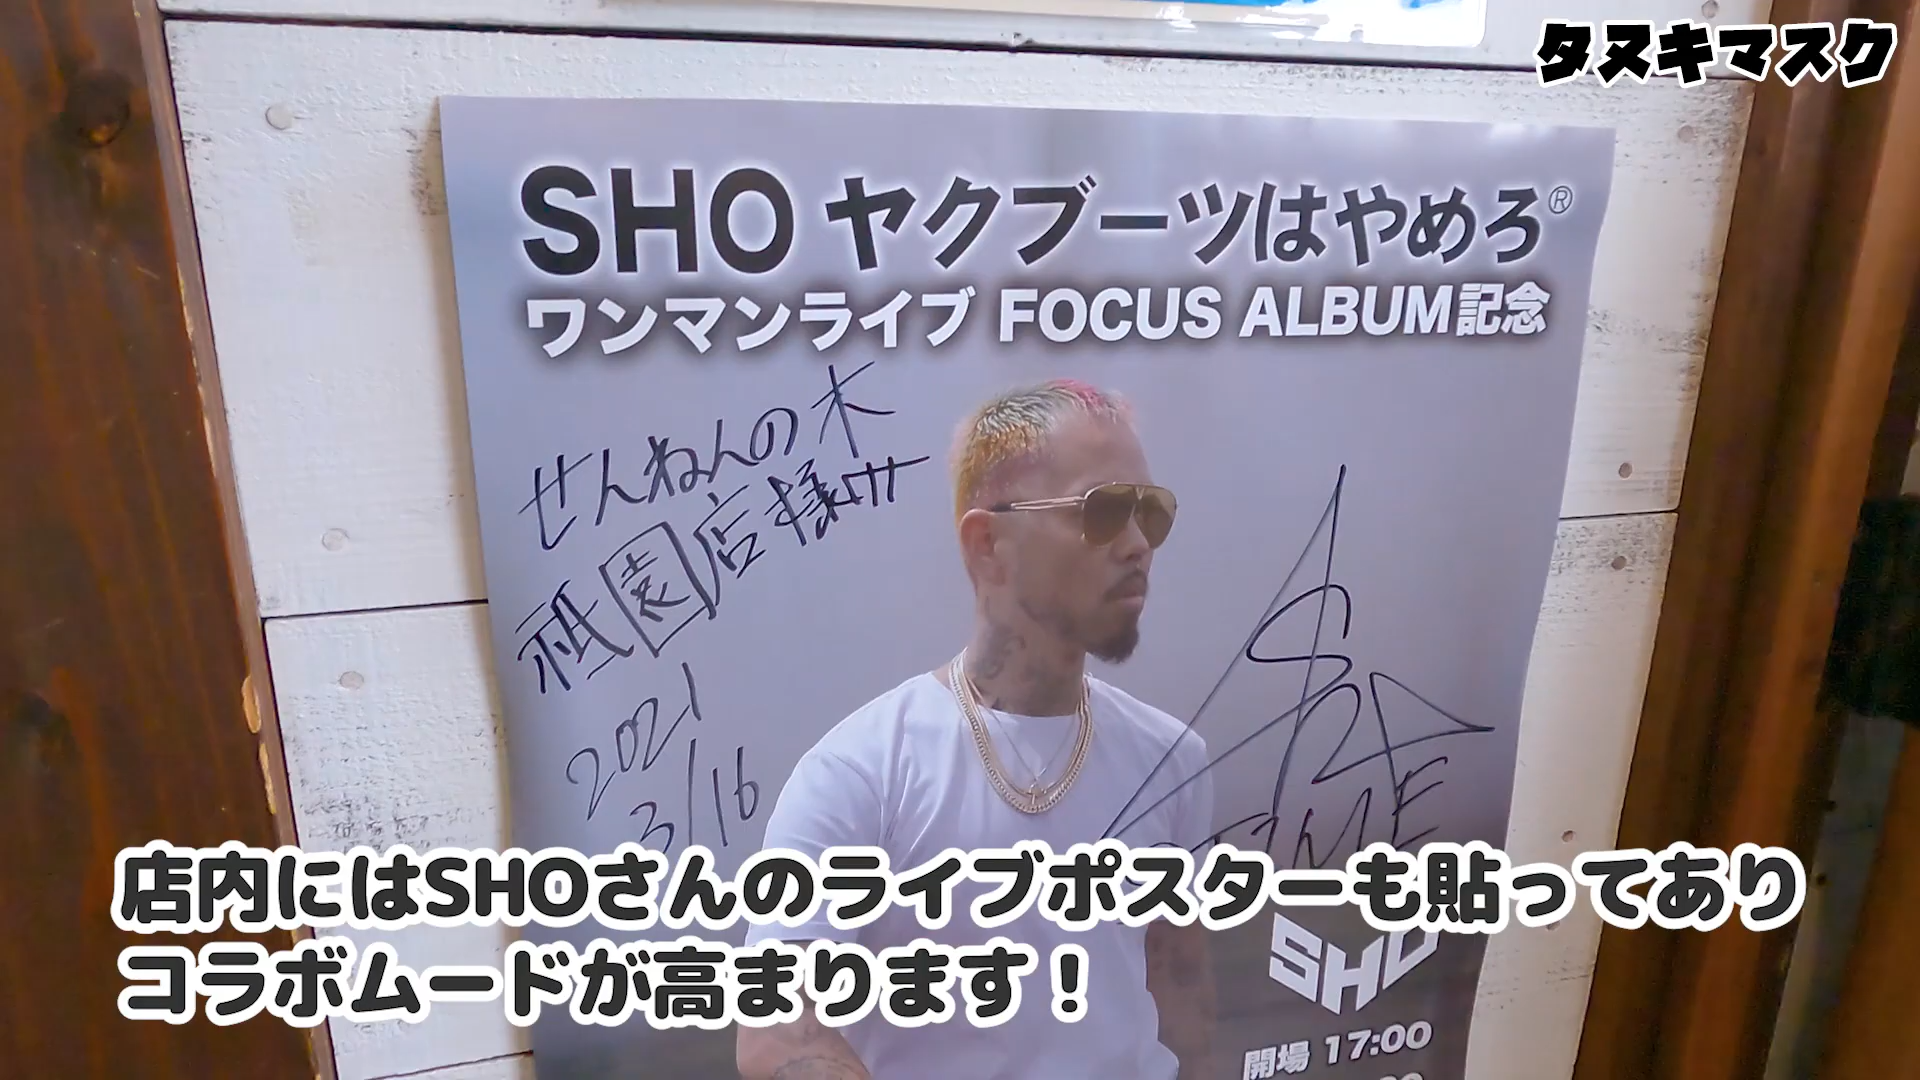 タヌキマスク
SHO ヤクブーツはやめろ®
ワンマンライブ FOCUS ALBUM記念
せんねんの木
祇園店様サ
2021
3/16
店内にはSHOさんのライブポスターも貼ってあり
コラボムードが高まります！
SHO
開場 17:00